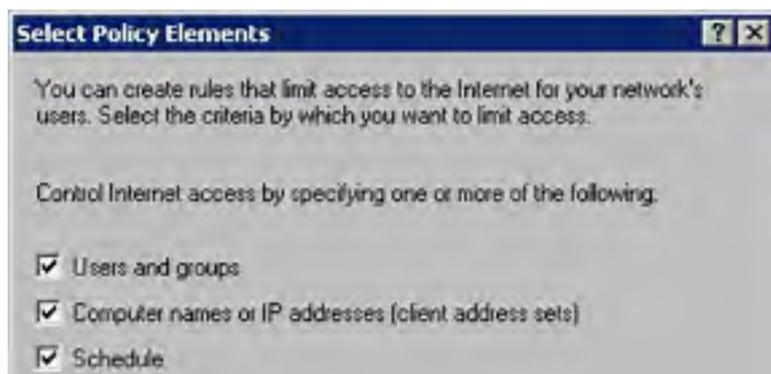 Select Policy Elements
You can create rules that limit access to the Internet for your network's
users. Select the criteria by which you want to limit access.
Control Internet access by specifying one or more of the following:
Users and groups
Computer names or IP addresses (client address sets)
Schedule